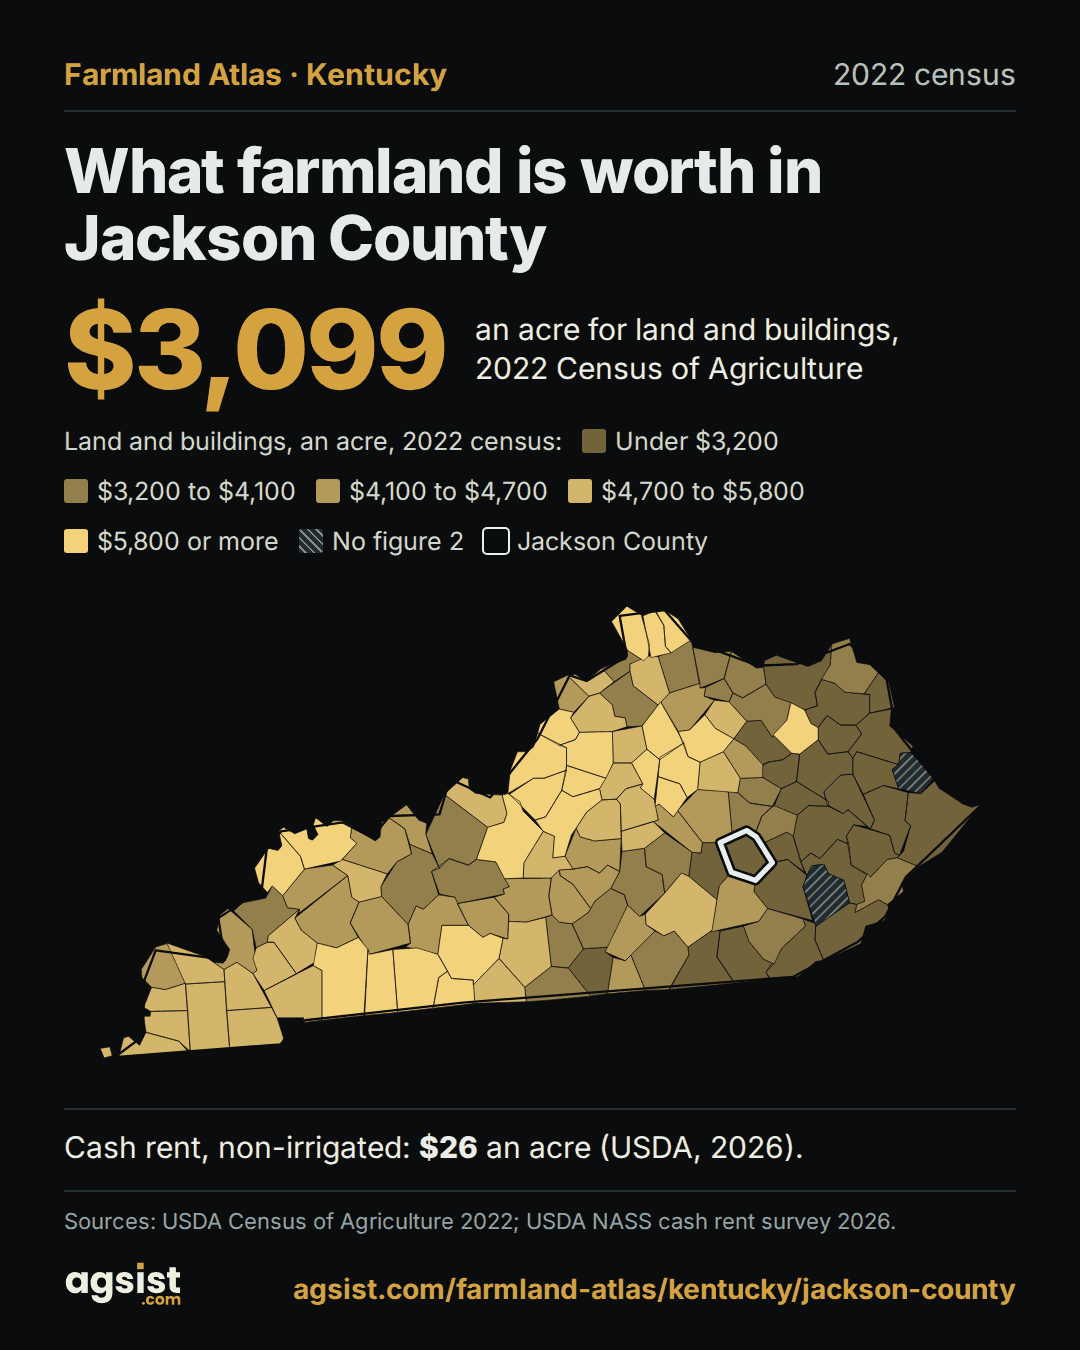 Farmland Atlas · Kentucky
2022 census
What farmland is worth in
Jackson County
$3,099
an acre for land and buildings,
2022 Census of Agriculture
Land and buildings, an acre, 2022 census: Under $3,200
$3,200 to $4,100 $4,100 to $4,700 $4,700 to $5,800
$5,800 or more No figure 2 Jackson County
Cash rent, non-irrigated: $26 an acre (USDA, 2026).
Sources: USDA Census of Agriculture 2022; USDA NASS cash rent survey 2026.
agsist
.com
agsist.com/farmland-atlas/kentucky/jackson-county